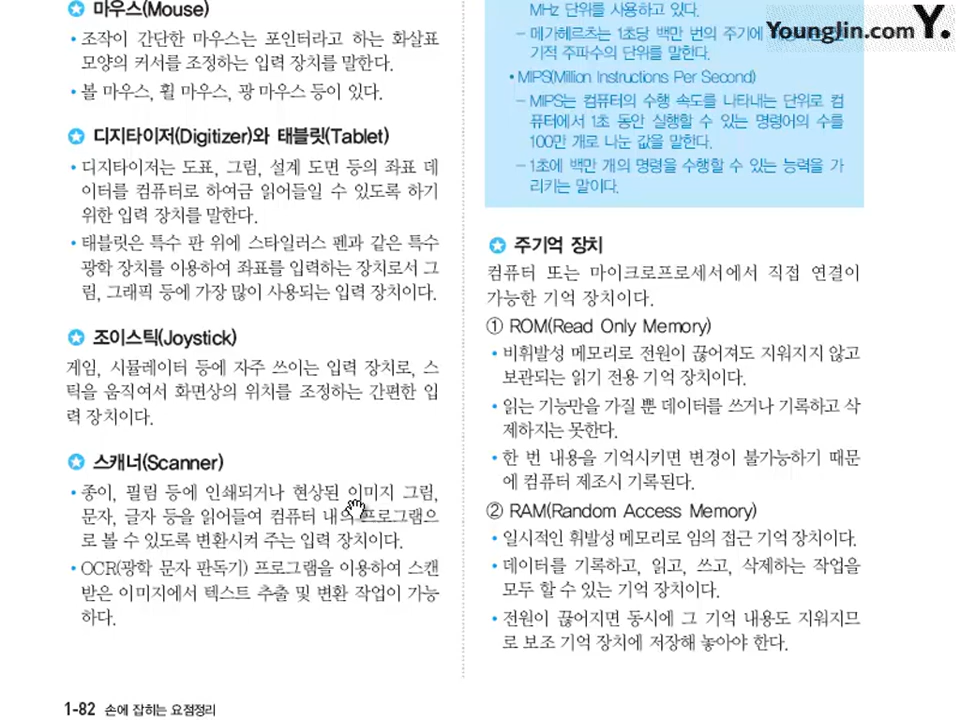 마우스(Mouse)
• 조작이 간단한 마우스는 포인터라고 하는 화살표
모양의 커서를 조정하는 입력 장치를 말한다.
• 볼 마우스, 휠 마우스, 광 마우스 등이 있다.
디지타이저(Digitizer)와 태블릿(Tablet)
• 디지타이저는 도표, 그림, 설계 도면 등의 좌표 데
이터를 컴퓨터로 하여금 읽어들일 수 있도록 하기
위한 입력 장치를 말한다.
• 태블릿은 특수 판 위에 스타일러스 펜과 같은 특수
광학 장치를 이용하여 좌표를 입력하는 장치로서 그
림, 그래픽 등에 가장 많이 사용되는 입력 장치이다.
조이스틱(Joystick)
게임, 시뮬레이터 등에 자주 쓰이는 입력 장치로, 스
틱을 움직여서 화면상의 위치를 조정하는 간편한 입
력 장치이다.
스캐너(Scanner)
• 종이, 필림 등에 인쇄되거나 현상된 이미지 그림,
문자, 글자 등을 읽어들여 컴퓨터 내의 프로그램으
로 볼 수 있도록 변환시켜 주는 입력 장치이다.
• OCR(광학 문자 판독기) 프로그램을 이용하여 스캔
받은 이미지에서 텍스트 추출 및 변환 작업이 가능
하다.
1-82 손에 잡히는 요점정리
MHz 단위를 사용하고 있다.
– 메가헤르츠는 1초당 백만 번의 주기에
기적 주파수의 단위를 말한다.
• MIPS(Million Instructions Per Second)
– MIPS는 컴퓨터의 수행 속도를 나타내는 단위로 컴
퓨터에서 1초 동안 실행할 수 있는 명령어의 수를
100만 개로 나눈 값을 말한다.
– 1초에 백만 개의 명령을 수행할 수 있는 능력을 가
리키는 말이다.
주기억 장치
컴퓨터 또는 마이크로프로세서에서 직접 연결이
가능한 기억 장치이다.
① ROM(Read Only Memory)
• 비휘발성 메모리로 전원이 끊어져도 지워지지 않고
보관되는 읽기 전용 기억 장치이다.
• 읽는 기능만을 가질 뿐 데이터를 쓰거나 기록하고 삭
제하지는 못한다.
• 한 번 내용을 기억시키면 변경이 불가능하기 때문
에 컴퓨터 제조시 기록된다.
② RAM(Random Access Memory)
• 일시적인 휘발성 메모리로 임의 접근 기억 장치이다.
• 데이터를 기록하고, 읽고, 쓰고, 삭제하는 작업을
모두 할 수 있는 기억 장치이다.
• 전원이 끊어지면 동시에 그 기억 내용도 지워지므
로 보조 기억 장치에 저장해 놓아야 한다.
Younglin.com Y.